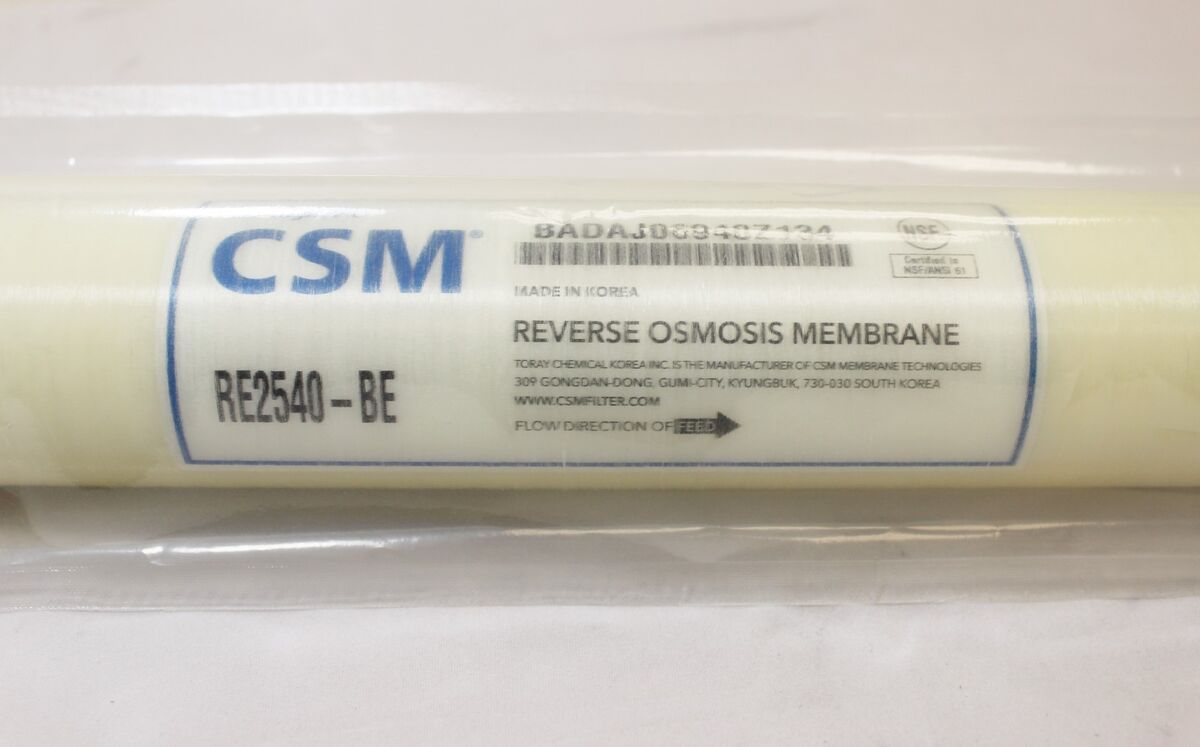 CSM®
BADAJ06940Z134
NSF
Certified to
NSF/ANSI 61
MADE IN KOREA
REVERSE OSMOSIS MEMBRANE
TORAY CHEMICAL KOREA INC. IS THE MANUFACTURER OF CSM MEMBRANE TECHNOLOGIES
309 GONGDAN-DONG, GUMI-CITY, KYUNGBUK, 730-030 SOUTH KOREA
WWW.CSMFILTER.COM
FLOW DIRECTION OF FEED
RE2540-BE